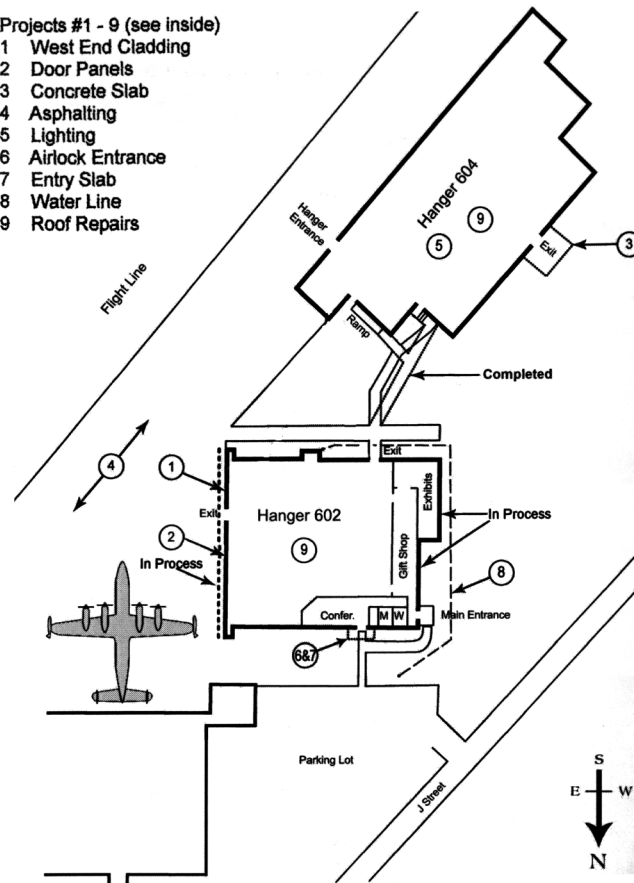 Projects #1 - 9 (see inside)
1 West End Cladding
2 Door Panels
3 Concrete Slab
4 Asphalting
5 Lighting
6 Airlock Entrance
7 Entry Slab
8 Water Line
9 Roof Repairs
Hanger 604
9
5
Hanger
Entrance
Exit
3
Flight Line
Ramp
Completed
4
1
Exit
Exhibits
Exit
Hanger 602
In Process
2
9
Gift Shop
In Process
8
Confer.
M W
Main Entrance
6&7
Parking Lot
J Street
S
E W
N